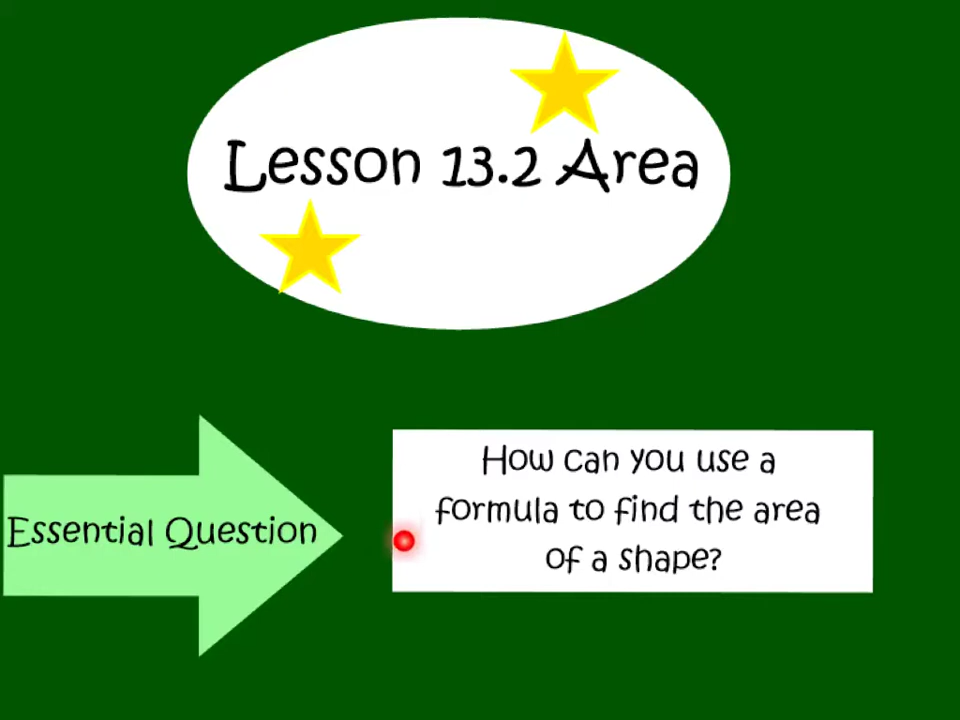 Lesson 13.2 Area
Essential Question
How can you use a
formula to find the area
of a shape?